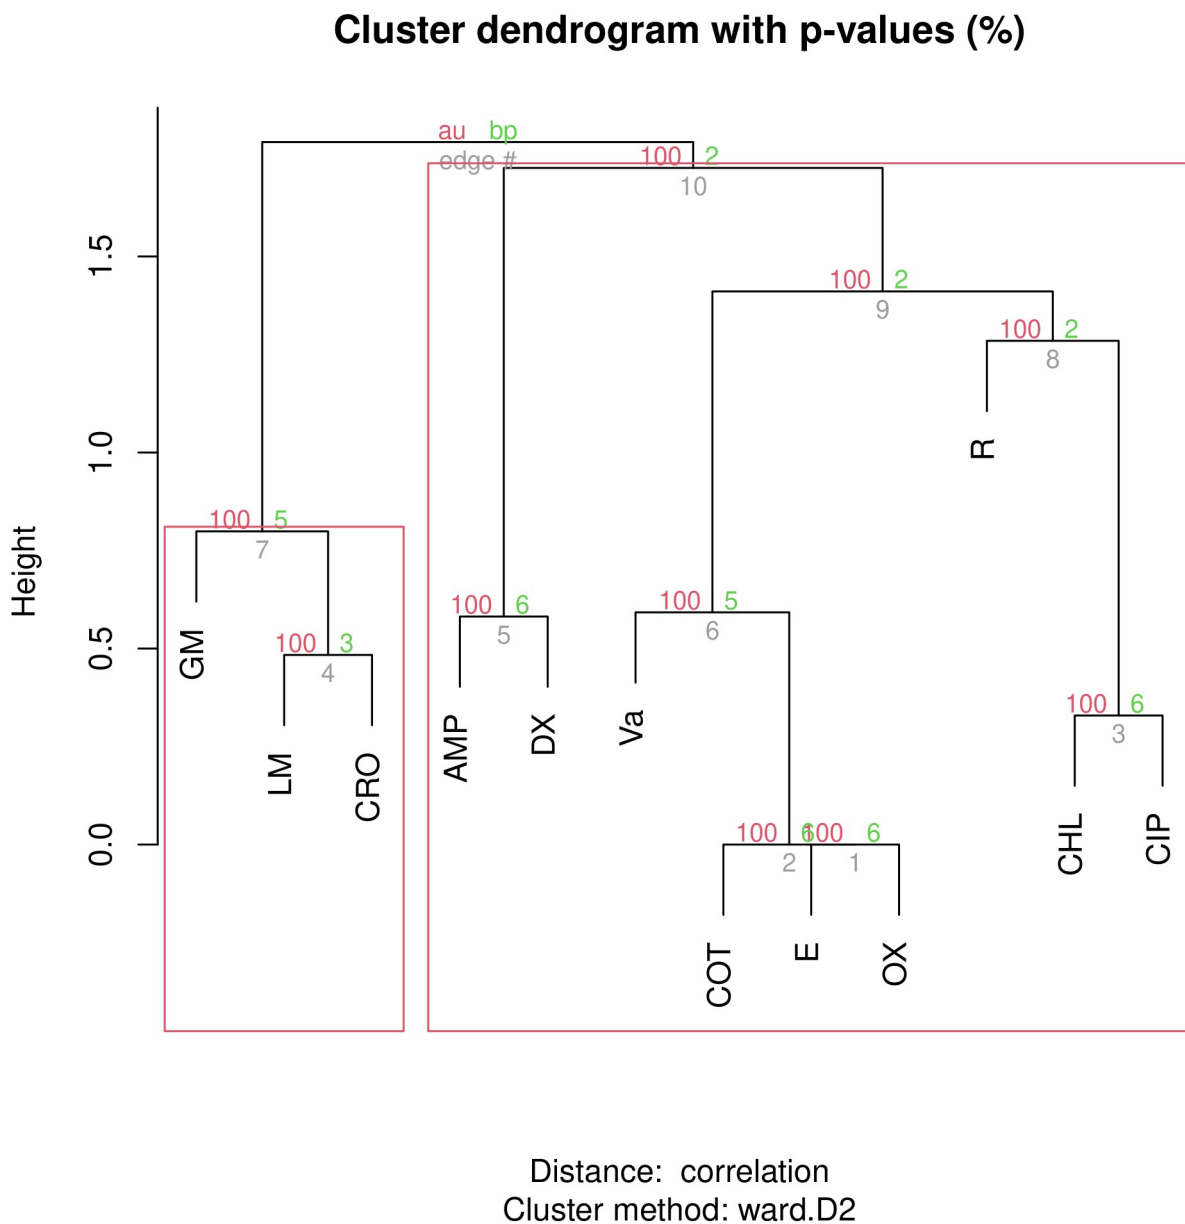 Cluster dendrogram with p-values (%)
au bp
edge #
100 2
10
100 2
9
100 2
8
R
1.5
1.0
0.5
0.0
Height
100 5
7
GM
100 3
4
LM
CRO
100 6
5
AMP
DX
100 5
6
Va
100 6
3
CHL
CIP
100 6
2
100 6
1
COT
E
OX
Distance: correlation
Cluster method: ward.D2